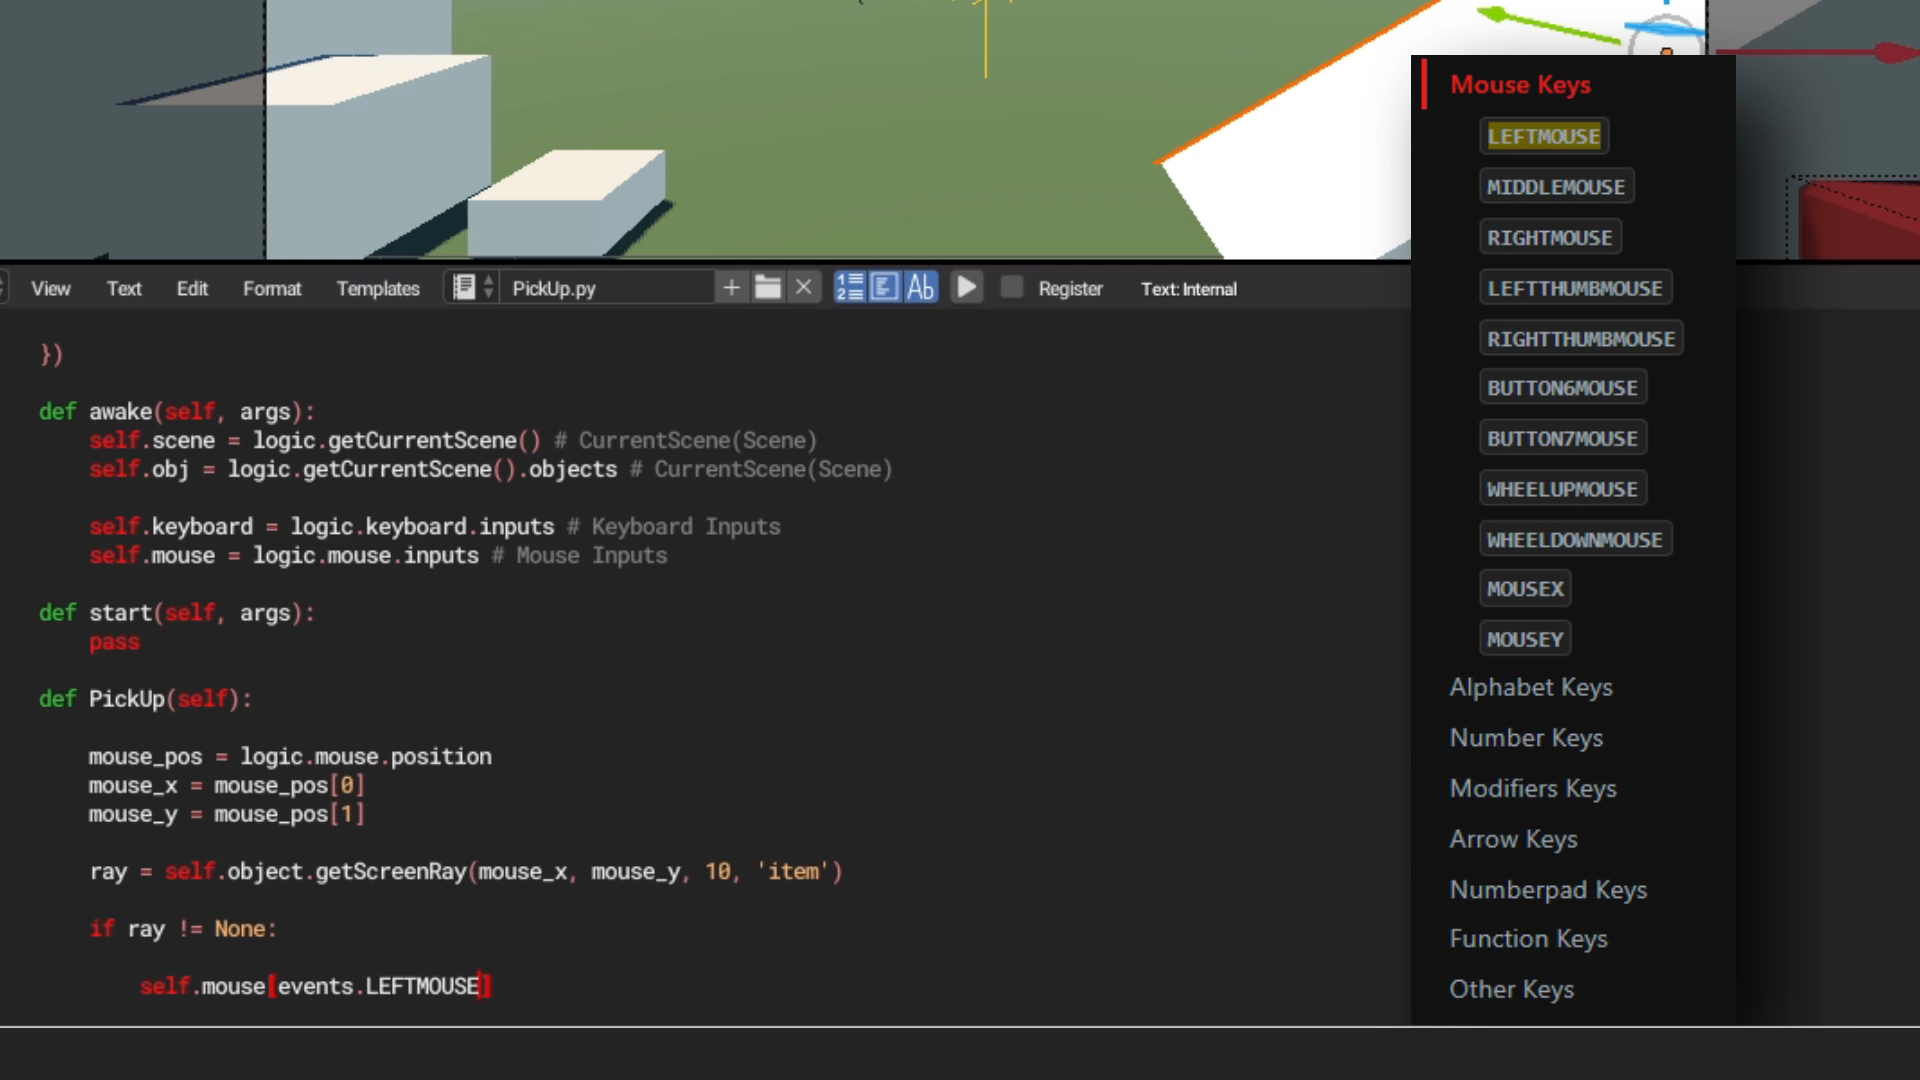 View Text Edit Format Templates PickUp.py Register Text: Internal
})
def awake(self, args):
self.scene = logic.getCurrentScene() # CurrentScene(Scene)
self.obj = logic.getCurrentScene().objects # CurrentScene(Scene)
self.keyboard = logic.keyboard.inputs # Keyboard Inputs
self.mouse = logic.mouse.inputs # Mouse Inputs
def start(self, args):
pass
def PickUp(self):
mouse_pos = logic.mouse.position
mouse_x = mouse_pos[0]
mouse_y = mouse_pos[1]
ray = self.object.getScreenRay(mouse_x, mouse_y, 10, 'item')
if ray != None:
self.mouse[events.LEFTMOUSE]
Mouse Keys
LEFTMOUSE
MIDDLEMOUSE
RIGHTMOUSE
LEFTTHUMBMOUSE
RIGHTTHUMBMOUSE
BUTTON6MOUSE
BUTTON7MOUSE
WHEELUPMOUSE
WHEELDOWNMOUSE
MOUSEX
MOUSEY
Alphabet Keys
Number Keys
Modifiers Keys
Arrow Keys
Numberpad Keys
Function Keys
Other Keys